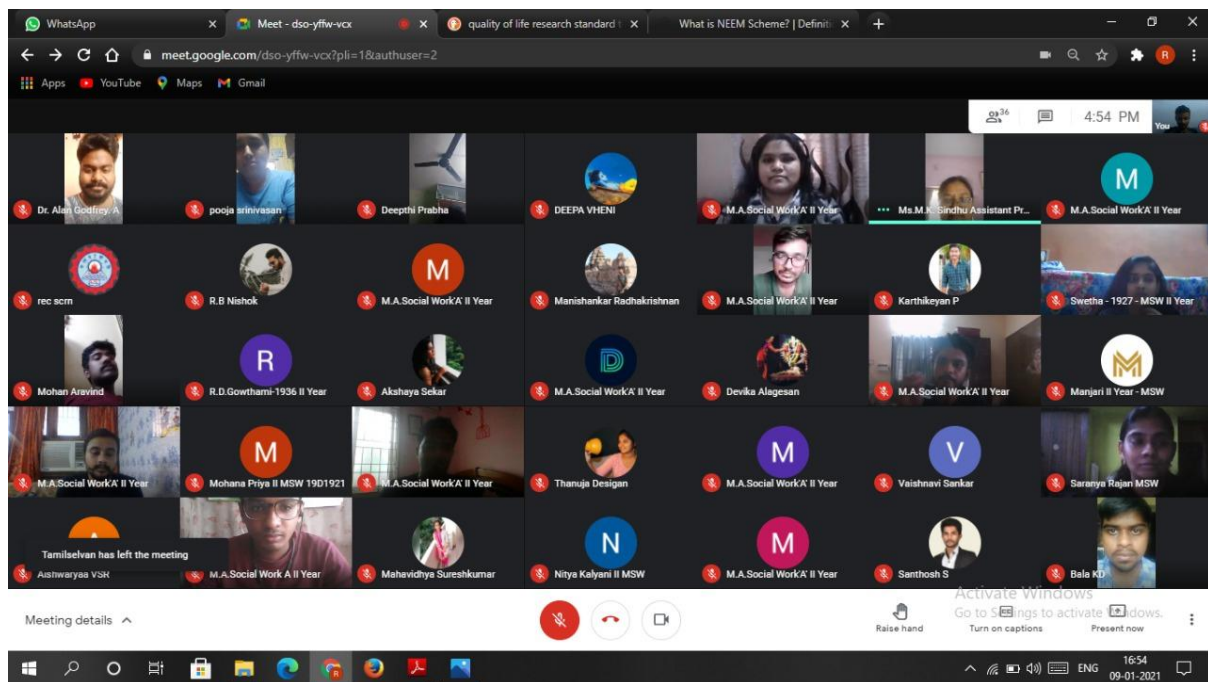 WhatsApp
Meet - dso-yffw-vcx
quality of life research standard t
What is NEEM Scheme? | Definiti
meet.google.com/dso-yffw-vcx?pli=1&authuser=2
R
Apps
YouTube
Maps
Gmail
36
4:54 PM
You
Dr. Alan Godfrey. A
pooja srinivasan
Deepthi Prabha
DEEPA VHENI
M.A.Social Work'A' II Year
Ms.M.K. Sindhu Assistant Pr...
M
M.A.Social Work'A' II Year
rec scrn
R.B Nishok
M
M.A.Social Work'A' II Year
Manishankar Radhakrishnan
M.A.Social Work'A' II Year
Karthikeyan P
Swetha - 1927 - MSW II Year
Mohan Aravind
R
R.D.Gowthami-1936 II Year
Akshaya Sekar
M.A.Social Work'A' II Year
Devika Alagesan
M.A.Social Work'A' II Year
M
Manjari II Year - MSW
M.A.Social Work'A' II Year
M
Mohana Priya II MSW 19D1921
M.A.Social Work'A' II Year
Thanuja Desigan
M
M.A.Social Work'A' II Year
V
Vaishnavi Sankar
Saranya Rajan MSW
Tamilselvan has left the meeting
Aishwaryaa VSR
M.A.Social Work A II Year
Mahavidhya Sureshkumar
N
Nitya Kalyani II MSW
M
M.A.Social Work'A' II Year
Santhosh S
Bala KD
Activate Windows
Go to Settings to activate Windows.
Meeting details
Raise hand
Turn on captions
Present now
ENG
16:54
09-01-2021